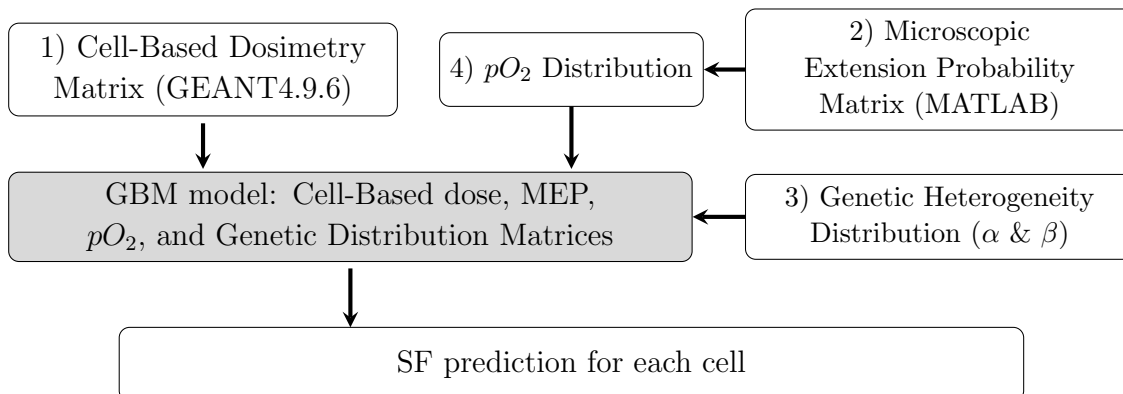 1) Cell-Based Dosimetry
Matrix (GEANT4.9.6)
4) pO₂ Distribution
2) Microscopic
Extension Probability
Matrix (MATLAB)
GBM model: Cell-Based dose, MEP,
pO₂, and Genetic Distribution Matrices
3) Genetic Heterogeneity
Distribution (α & β)
SF prediction for each cell